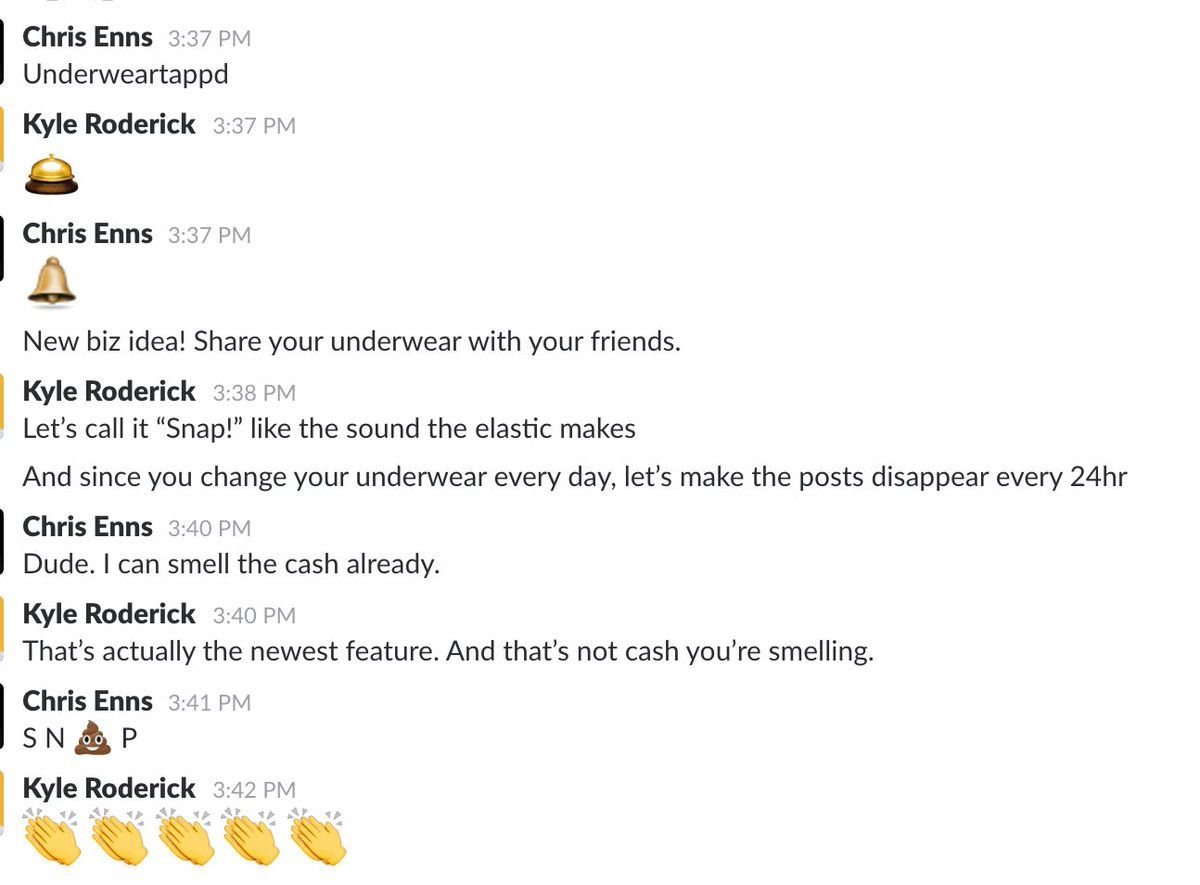 Chris Enns 3:37 PM
Underweartappd
Kyle Roderick 3:37 PM
🛎
Chris Enns 3:37 PM
🔔
New biz idea! Share your underwear with your friends.
Kyle Roderick 3:38 PM
Let’s call it “Snap!” like the sound the elastic makes
And since you change your underwear every day, let’s make the posts disappear every 24hr
Chris Enns 3:40 PM
Dude. I can smell the cash already.
Kyle Roderick 3:40 PM
That’s actually the newest feature. And that’s not cash you’re smelling.
Chris Enns 3:41 PM
S N 💩 P
Kyle Roderick 3:42 PM
👏 👏 👏 👏 👏